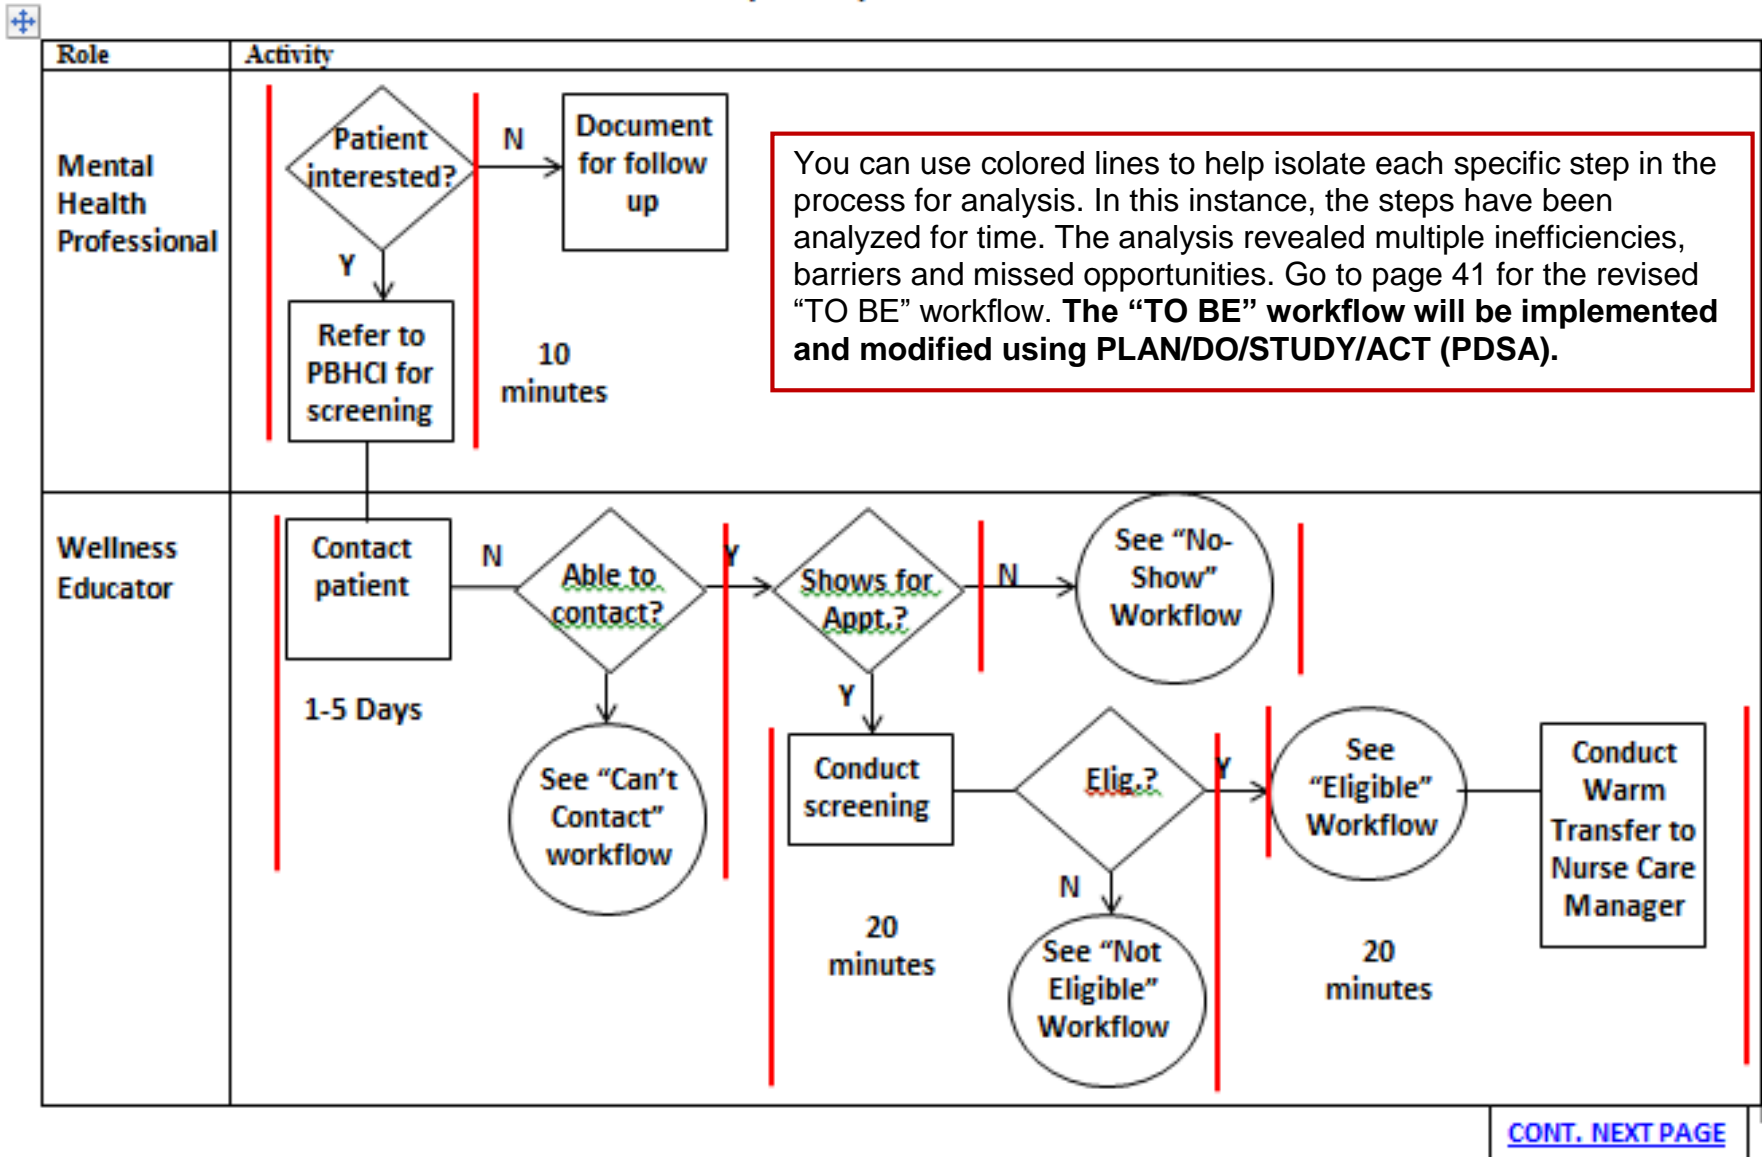 Role
Activity
Mental
Health
Professional
Patient
interested?
N
Document
for follow
up
Y
Refer to
PBHCI for
screening
10
minutes
You can use colored lines to help isolate each specific step in the
process for analysis. In this instance, the steps have been
analyzed for time. The analysis revealed multiple inefficiencies,
barriers and missed opportunities. Go to page 41 for the revised
“TO BE” workflow. The “TO BE” workflow will be implemented
and modified using PLAN/DO/STUDY/ACT (PDSA).
Wellness
Educator
Contact
patient
1-5 Days
N
Able to
contact?
See “Can’t
Contact”
workflow
Y
Shows for
Appt.?
N
See “No-
Show”
Workflow
Y
Conduct
screening
20
minutes
Elig.?
N
See “Not
Eligible”
Workflow
Y
See
“Eligible”
Workflow
20
minutes
Conduct
Warm
Transfer to
Nurse Care
Manager
CONT. NEXT PAGE